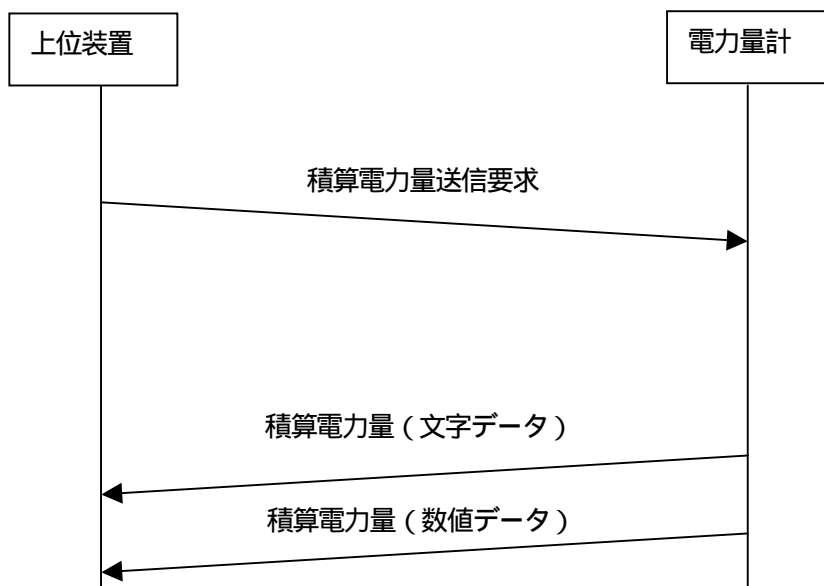 上位装置
電力量計
積算電力量送信要求
積算電力量（文字データ）
積算電力量（数値データ）